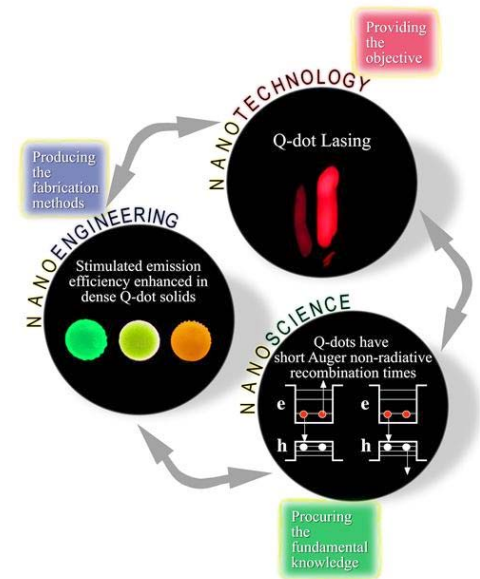 Providing
the
objective
NANOTECHNOLOGY
Q-dot Lasing
Producing
the
fabrication
methods
NANOENGINEERING
Stimulated emission
efficiency enhanced in
dense Q-dot solids
NANOSCIENCE
Q-dots have
short Auger non-radiative
recombination times
e
e
h
h
Procuring
the
fundamental
knowledge